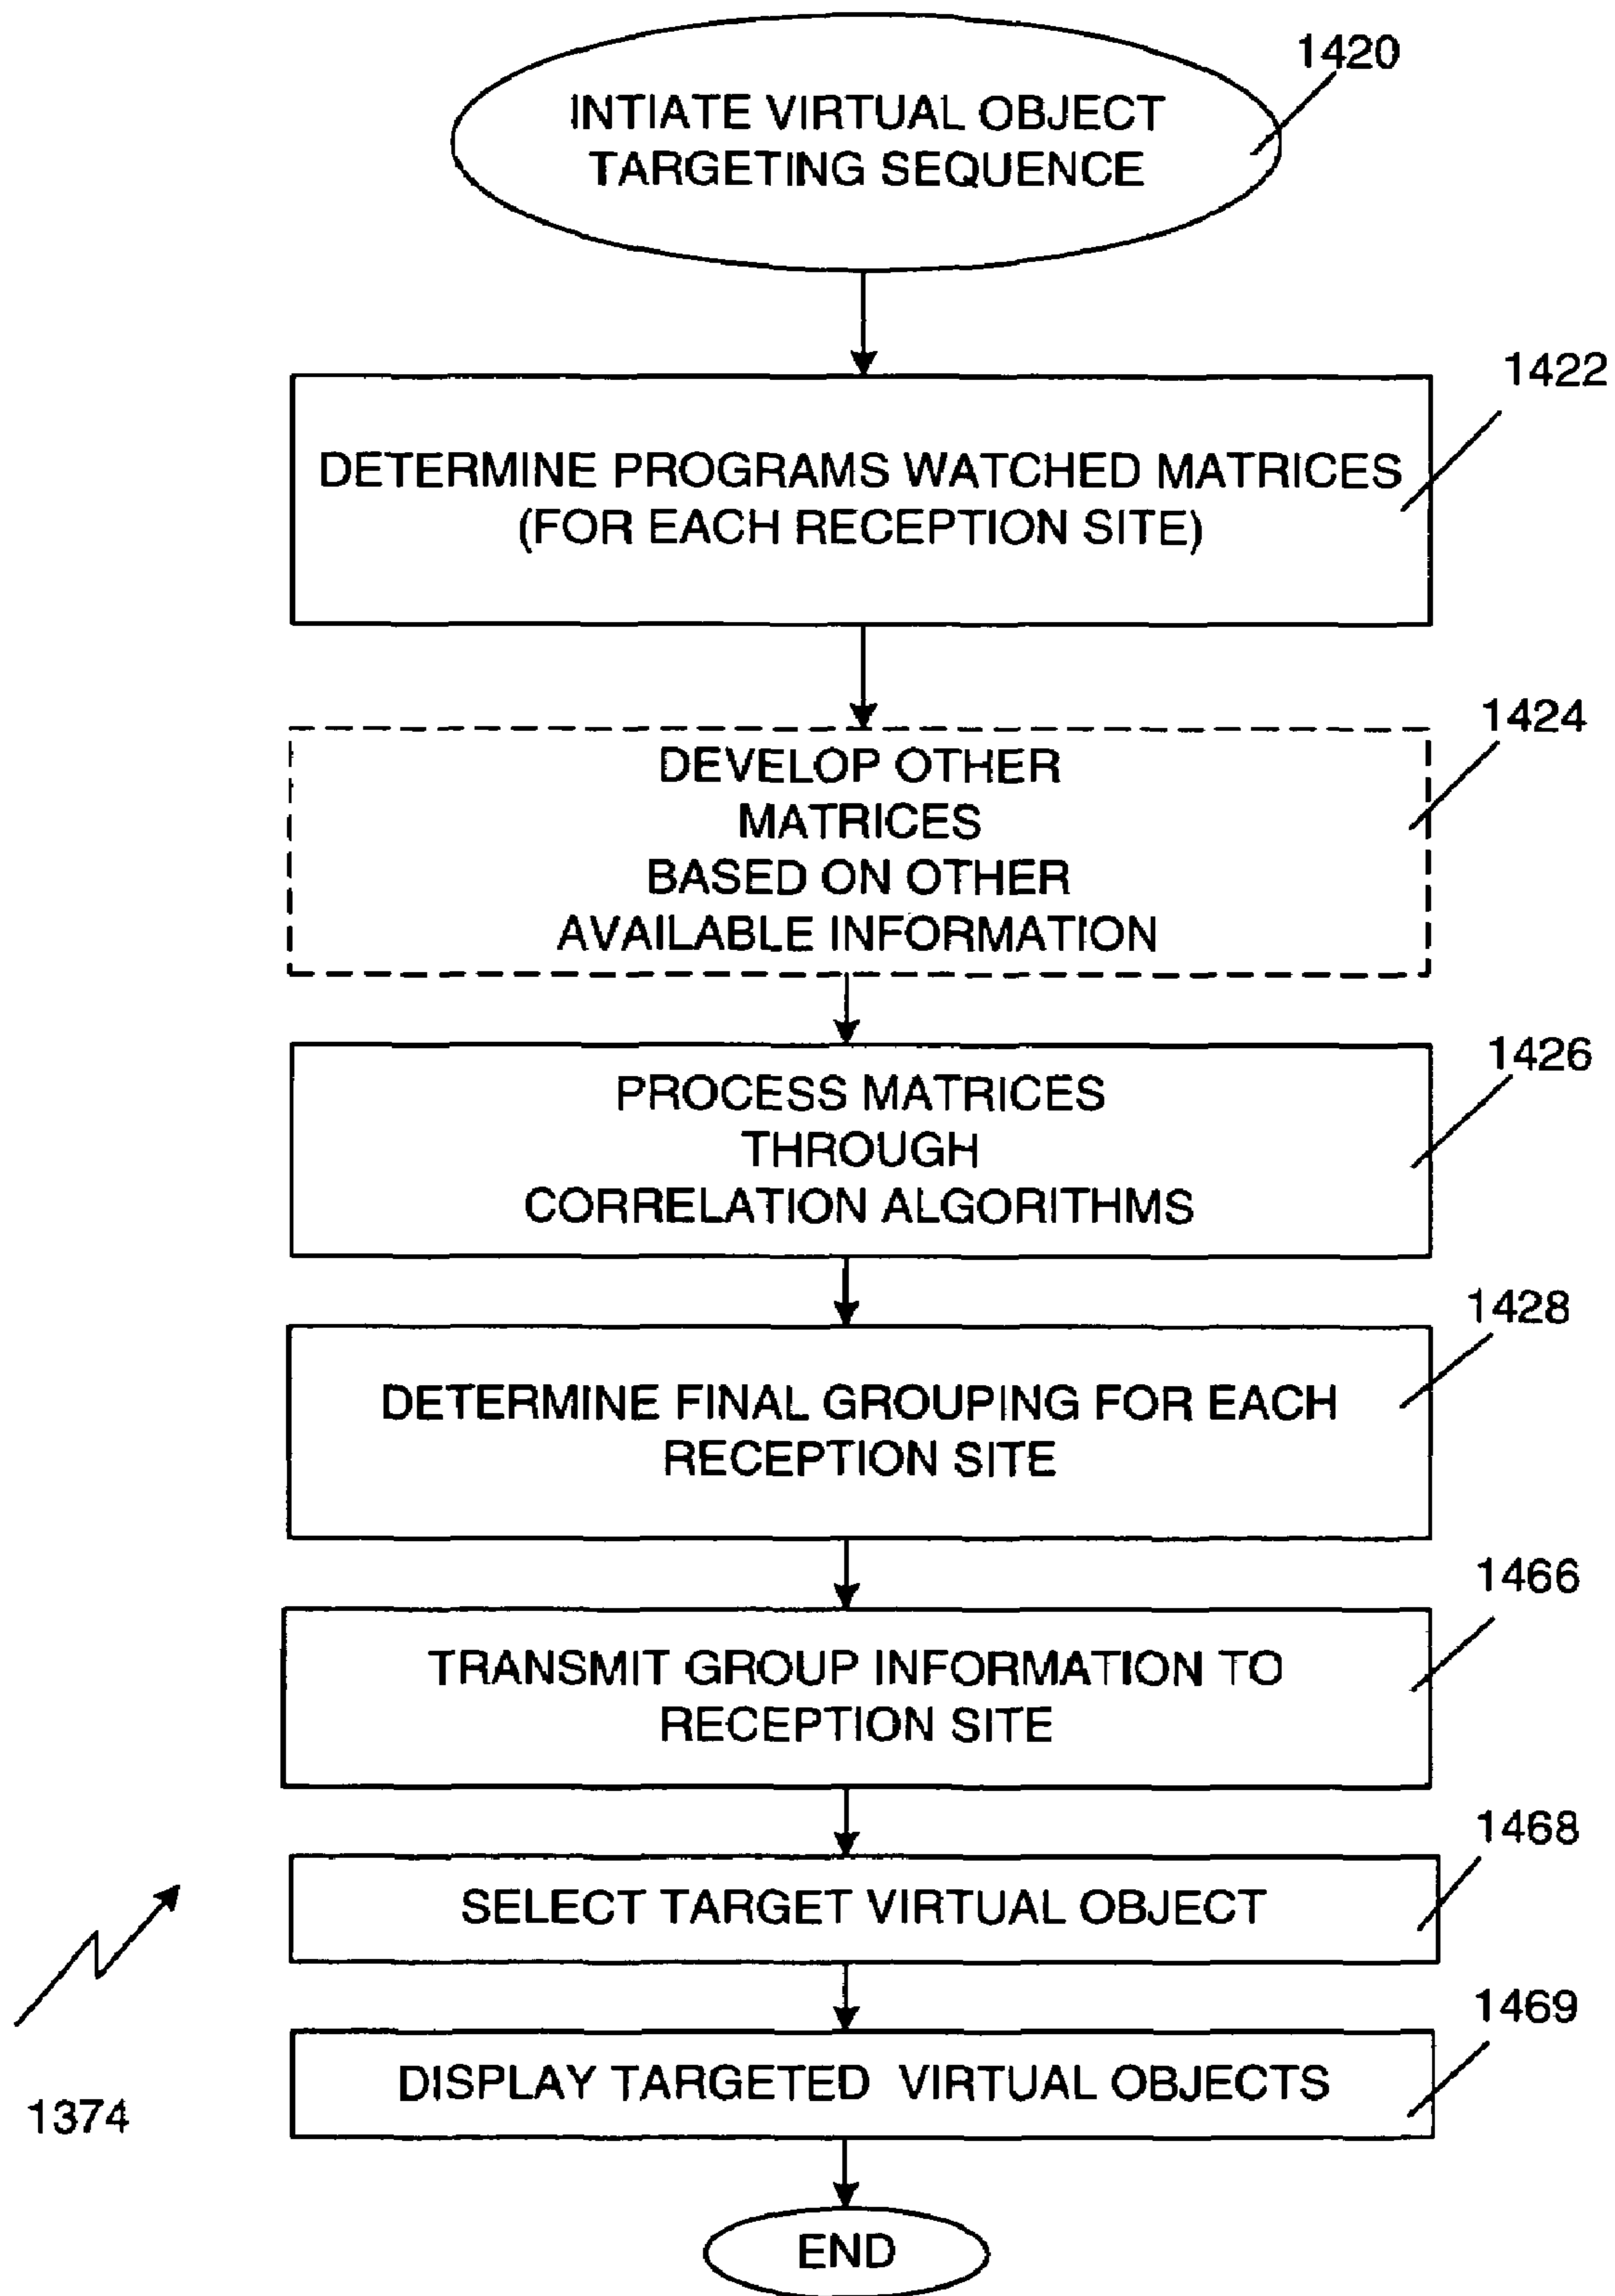 1420
INTIATE VIRTUAL OBJECT
TARGETING SEQUENCE
1422
DETERMINE PROGRAMS WATCHED MATRICES
(FOR EACH RECEPTION SITE)
1424
DEVELOP OTHER
MATRICES
BASED ON OTHER
AVAILABLE INFORMATION
1426
PROCESS MATRICES
THROUGH
CORRELATION ALGORITHMS
1428
DETERMINE FINAL GROUPING FOR EACH
RECEPTION SITE
1466
TRANSMIT GROUP INFORMATION TO
RECEPTION SITE
1468
SELECT TARGET VIRTUAL OBJECT
1469
DISPLAY TARGETED VIRTUAL OBJECTS
1374
END